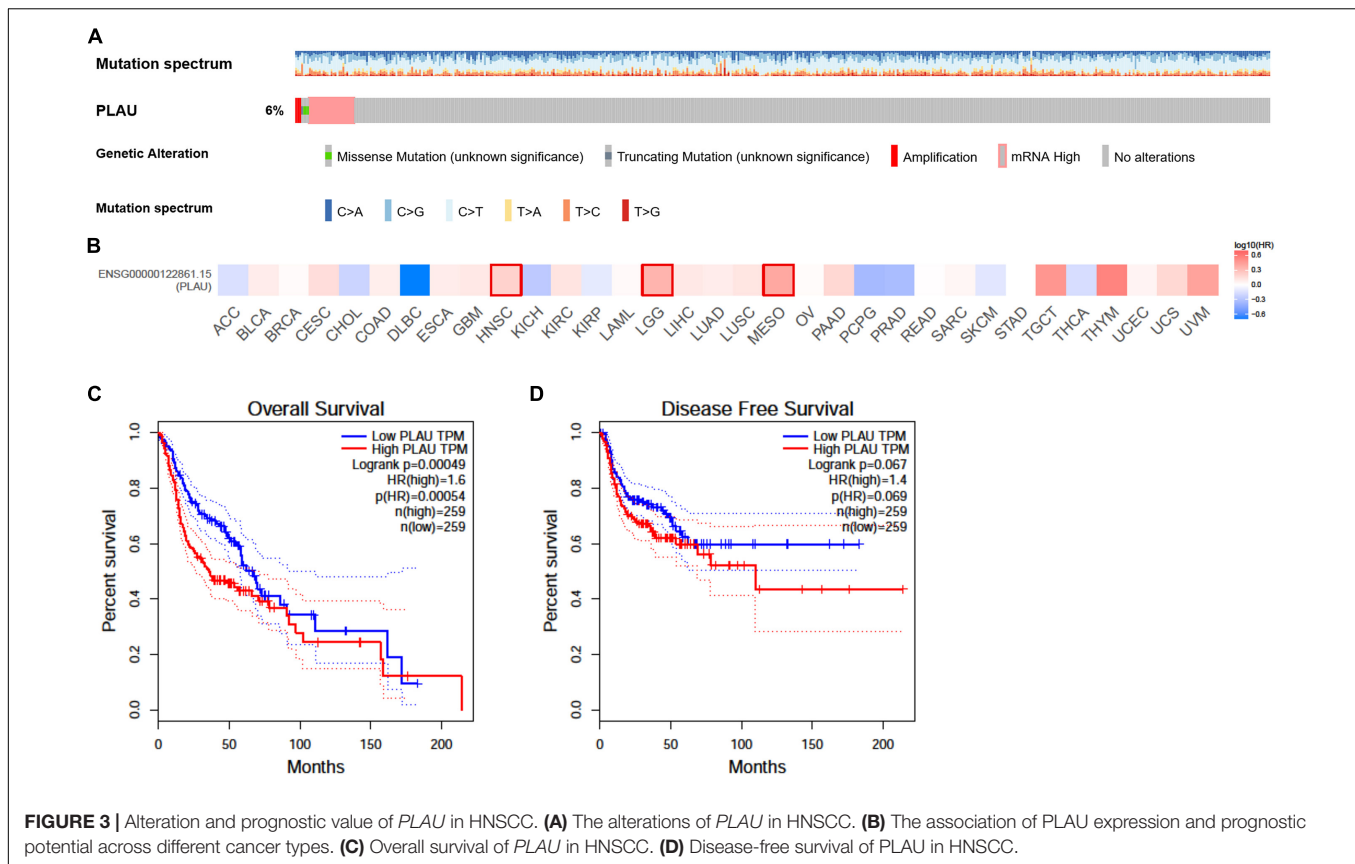 A
Mutation spectrum
PLAU 6%
Genetic Alteration Missense Mutation (unknown significance) Truncating Mutation (unknown significance) Amplification mRNA High No alterations
Mutation spectrum C>A C>G C>T T>A T>C T>G
B
log10(HR)
ENSG00000122861.15
(PLAU)
0.6
0.3
0.0
−0.3
−0.6
ACC BLCA BRCA CESC CHOL COAD DLBC ESCA GBM HNSC KICH KIRC KIRP LAML LGG LIHC LUAD LUSC MESO OV PAAD PCPG PRAD READ SARC SKCM STAD TGCT THCA THYM UCEC UCS UVM
C
Overall Survival
Low PLAU TPM
High PLAU TPM
Logrank p=0.00049
HR(high)=1.6
p(HR)=0.00054
n(high)=259
n(low)=259
Percent survival
1.0
0.8
0.6
0.4
0.2
0.0
0 50 100 150 200
Months
D
Disease Free Survival
Low PLAU TPM
High PLAU TPM
Logrank p=0.067
HR(high)=1.4
p(HR)=0.069
n(high)=259
n(low)=259
Percent survival
1.0
0.8
0.6
0.4
0.2
0.0
0 50 100 150 200
Months
FIGURE 3 | Alteration and prognostic value of PLAU in HNSCC. (A) The alterations of PLAU in HNSCC. (B) The association of PLAU expression and prognostic
potential across different cancer types. (C) Overall survival of PLAU in HNSCC. (D) Disease-free survival of PLAU in HNSCC.